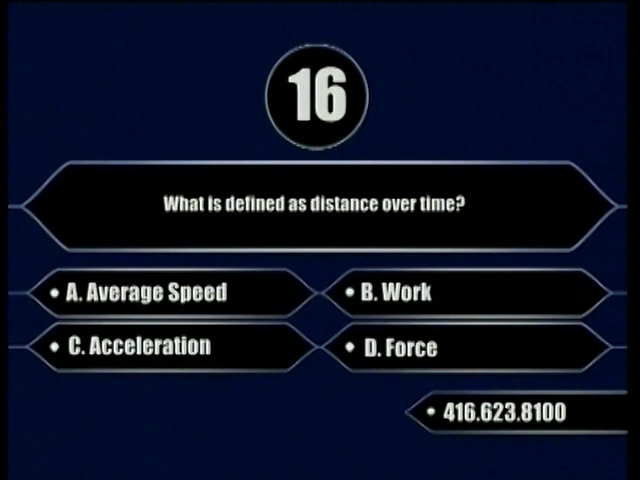 16
What is defined as distance over time?
• A. Average Speed
• B. Work
• C. Acceleration
• D. Force
• 416.623.8100